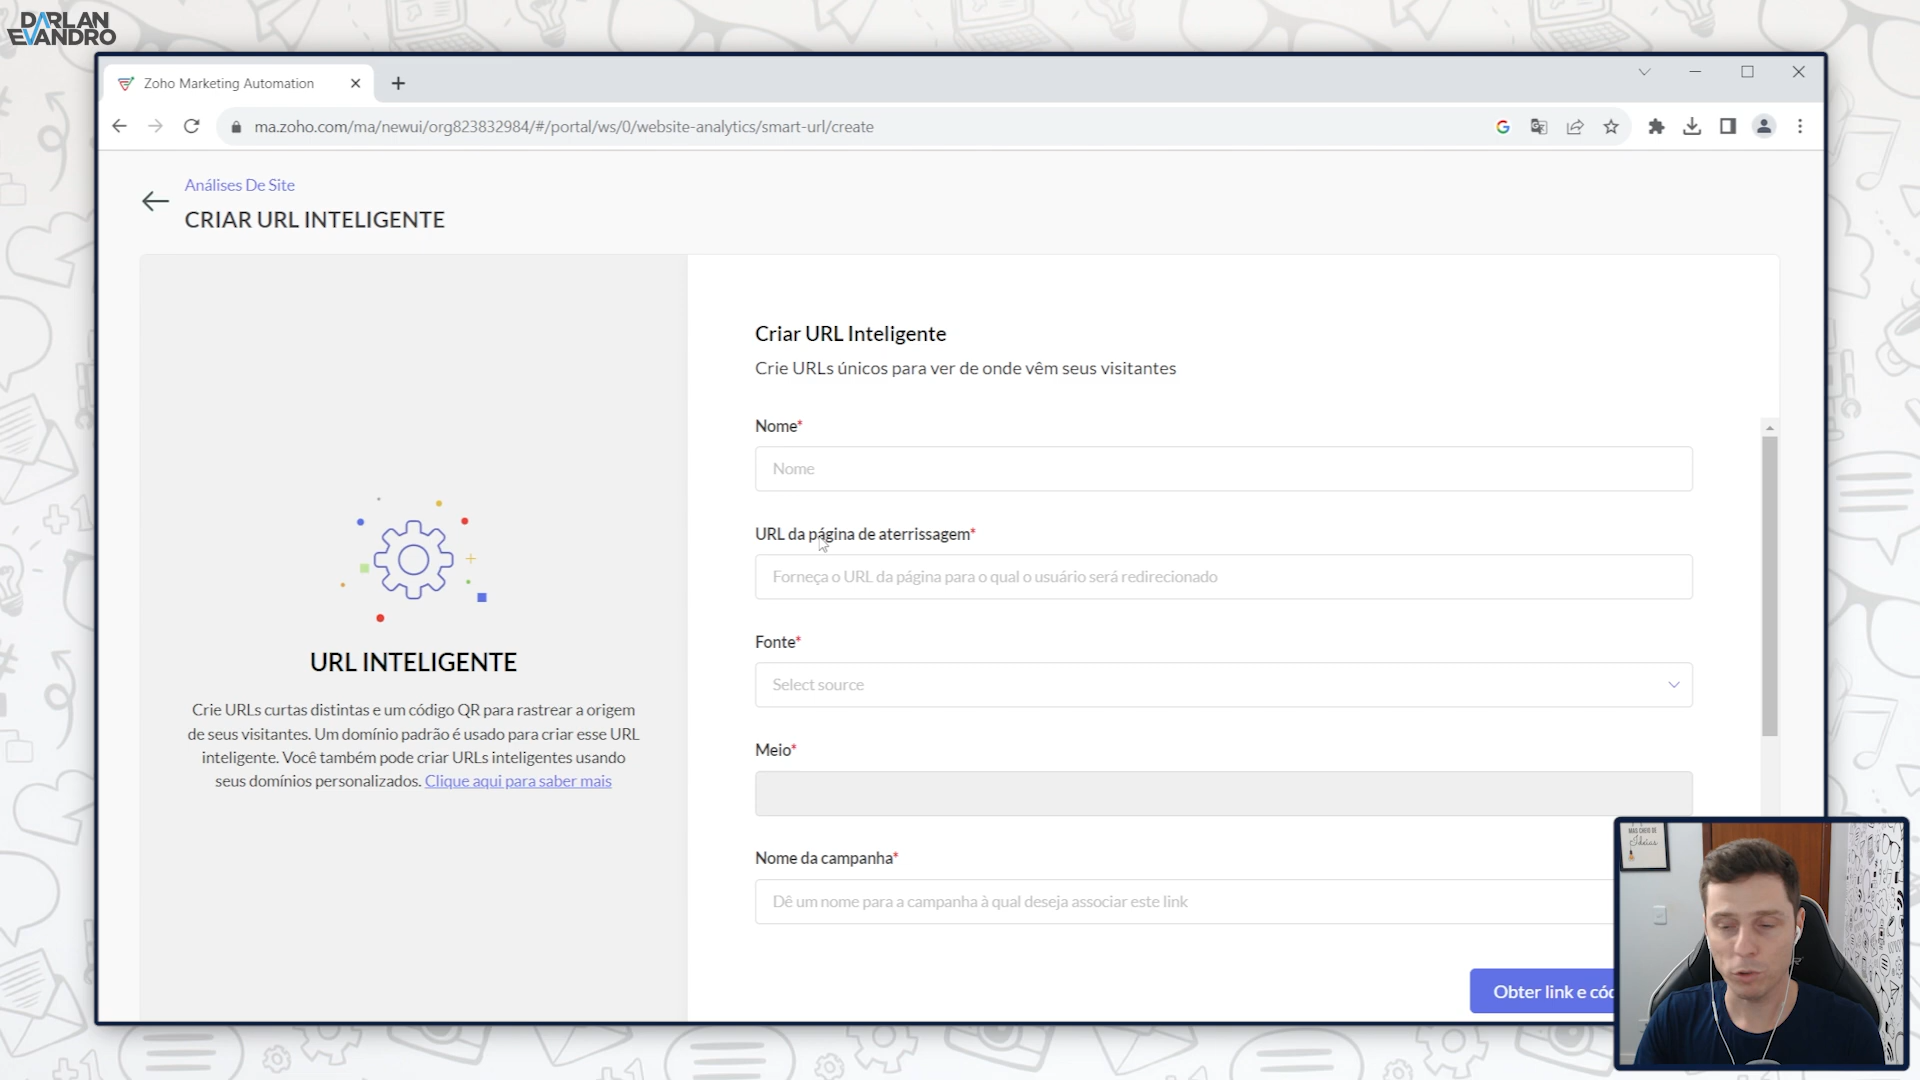 DARLAN
EVANDRO
Zoho Marketing Automation
ma.zoho.com/ma/newui/org823832984/#/portal/ws/0/website-analytics/smart-url/create
Análises De Site
CRIAR URL INTELIGENTE
URL INTELIGENTE
Crie URLs curtas distintas e um código QR para rastrear a origem
de seus visitantes. Um domínio padrão é usado para criar esse URL
inteligente. Você também pode criar URLs inteligentes usando
seus domínios personalizados. Clique aqui para saber mais
Criar URL Inteligente
Crie URLs únicos para ver de onde vêm seus visitantes
Nome*
Nome
URL da página de aterrissagem*
Forneça o URL da página para o qual o usuário será redirecionado
Fonte*
Select source
Meio*
Nome da campanha*
Dê um nome para a campanha à qual deseja associar este link
Obter link e cód
MAS CHEIO DE
Ideias